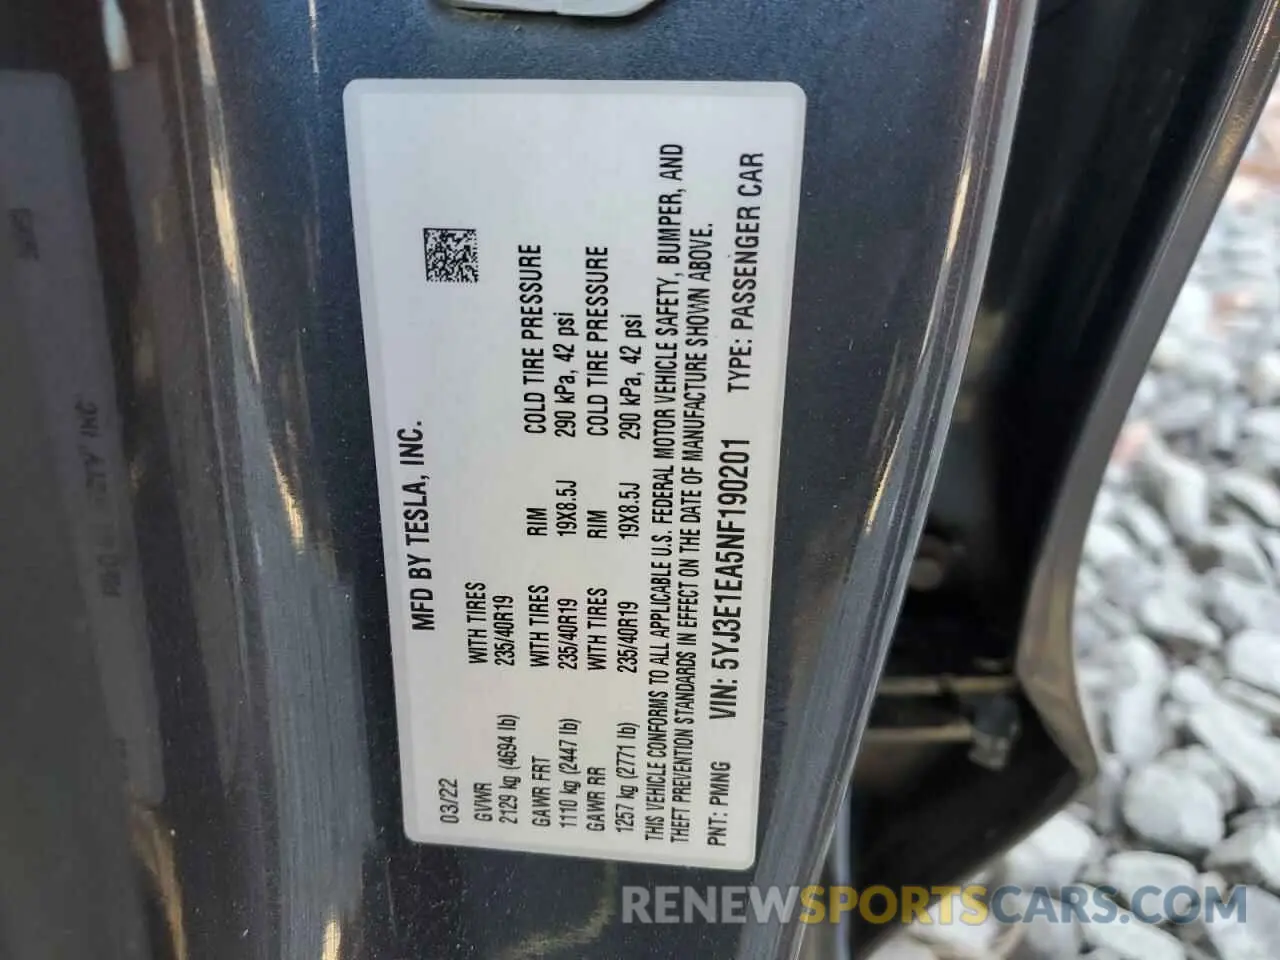 MFD BY TESLA, INC.
03/22
GVWR WITH TIRES
2129 kg (4694 lb) 235/40R19
GAWR FRT WITH TIRES RIM COLD TIRE PRESSURE
1110 kg (2447 lb) 235/40R19 19X8.5J 290 kPa, 42 psi
GAWR RR WITH TIRES RIM COLD TIRE PRESSURE
1257 kg (2771 lb) 235/40R19 19X8.5J 290 kPa, 42 psi
THIS VEHICLE CONFORMS TO ALL APPLICABLE U.S. FEDERAL MOTOR VEHICLE SAFETY, BUMPER, AND
THEFT PREVENTION STANDARDS IN EFFECT ON THE DATE OF MANUFACTURE SHOWN ABOVE.
PNT: PMNG VIN: 5YJ3E1EA5NF190201 TYPE: PASSENGER CAR
RENEWSPORTSCARS.COM